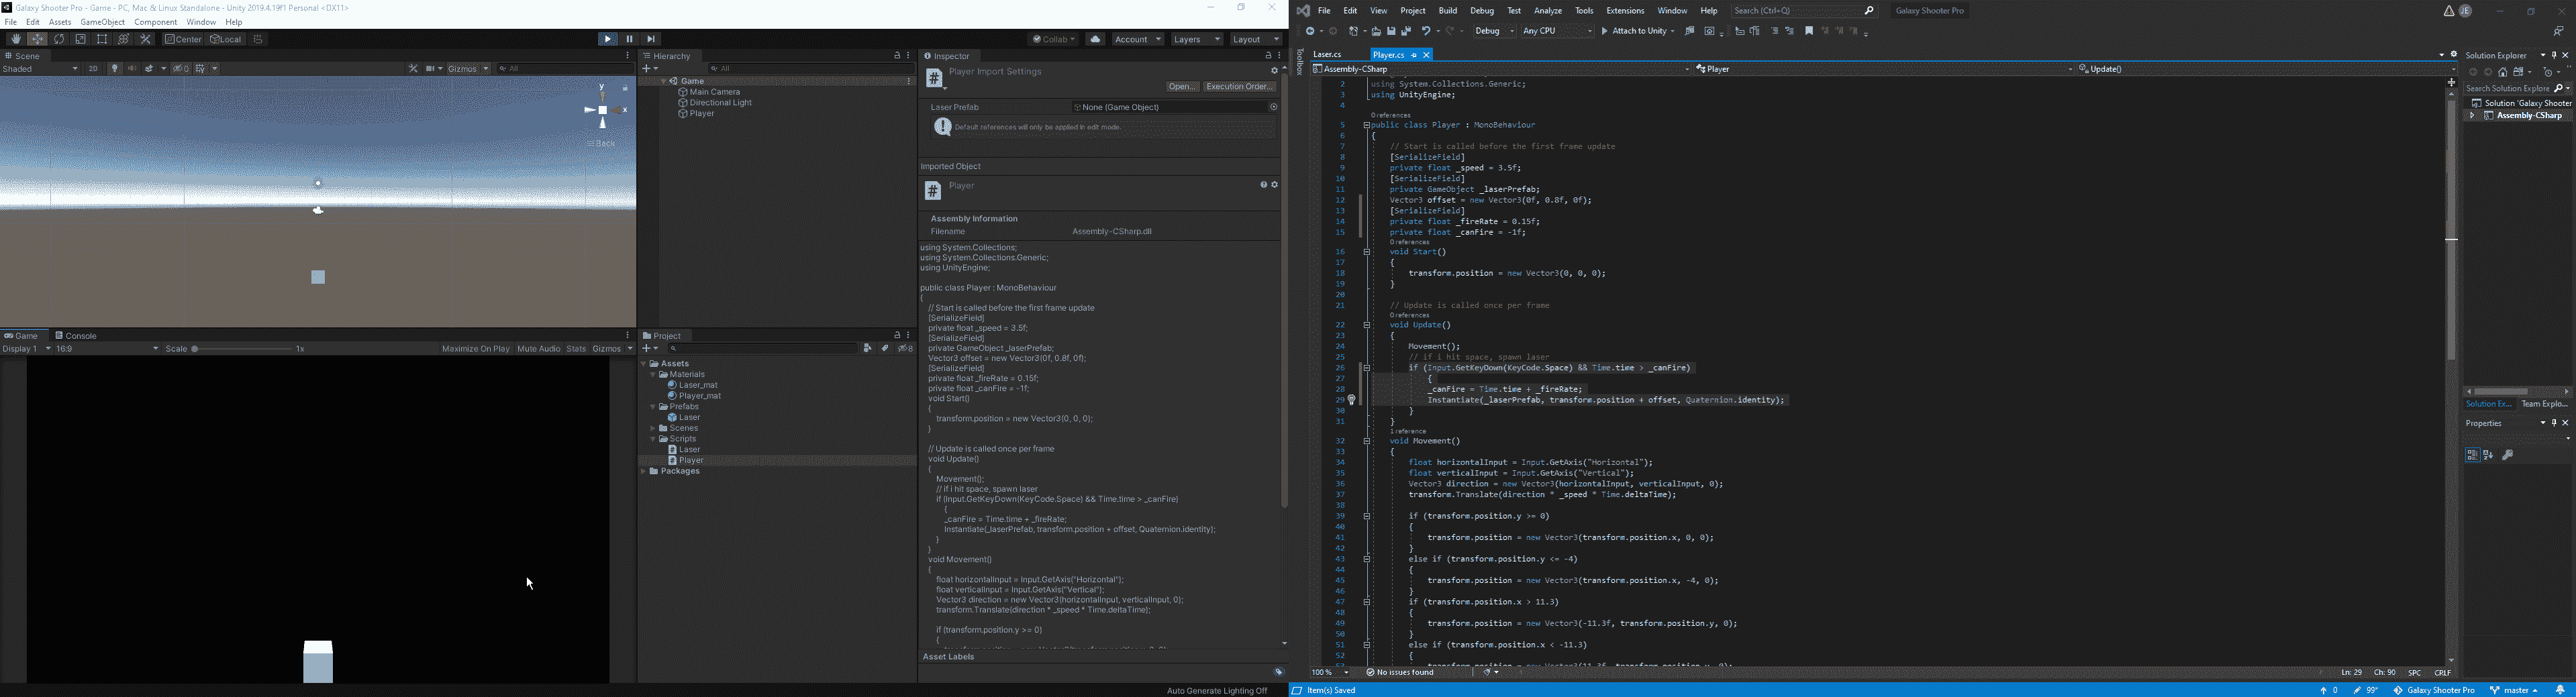 Galaxy Shooter Pro - Game - PC, Mac & Linux Standalone - Unity 2019.4.19f1 Personal <DX11>
File Edit Assets GameObject Component Window Help
Center Local
Collab Account Layers Layout
Scene
Shaded 2D 0 Gizmos All
y
x
Back
Game Console
Display 1 16:9 Scale 1x Maximize On Play Mute Audio Stats Gizmos
Hierarchy
All
Game
Main Camera
Directional Light
Player
Project
8
Assets
Materials
Laser_mat
Player_mat
Prefabs
Laser
Scenes
Scripts
Laser
Player
Packages
Inspector
Player Import Settings
Open... Execution Order...
Laser Prefab None (Game Object)
Default references will only be applied in edit mode.
Imported Object
Player
Assembly Information
Filename Assembly-CSharp.dll
using System.Collections;
using System.Collections.Generic;
using UnityEngine;
public class Player : MonoBehaviour
{
// Start is called before the first frame update
[SerializeField]
private float _speed = 3.5f;
[SerializeField]
private GameObject _laserPrefab;
Vector3 offset = new Vector3(0f, 0.8f, 0f);
[SerializeField]
private float _fireRate = 0.15f;
private float _canFire = -1f;
void Start()
{
transform.position = new Vector3(0, 0, 0);
}
// Update is called once per frame
void Update()
{
Movement();
// if i hit space, spawn laser
if (Input.GetKeyDown(KeyCode.Space) && Time.time > _canFire)
{
_canFire = Time.time + _fireRate;
Instantiate(_laserPrefab, transform.position + offset, Quaternion.identity);
}
}
void Movement()
{
float horizontalInput = Input.GetAxis("Horizontal");
float verticalInput = Input.GetAxis("Vertical");
Vector3 direction = new Vector3(horizontalInput, verticalInput, 0);
transform.Translate(direction * _speed * Time.deltaTime);
if (transform.position.y >= 0)
{
Asset Labels
Auto Generate Lighting Off
File Edit View Project Build Debug Test Analyze Tools Extensions Window Help Search (Ctrl+Q) Galaxy Shooter Pro JE
Debug Any CPU Attach to Unity
Toolbox
Laser.cs Player.cs
Assembly-CSharp Player Update()
2 using System.Collections.Generic;
3 using UnityEngine;
4
0 references
5 public class Player : MonoBehaviour
6 {
7 // Start is called before the first frame update
8 [SerializeField]
9 private float _speed = 3.5f;
10 [SerializeField]
11 private GameObject _laserPrefab;
12 Vector3 offset = new Vector3(0f, 0.8f, 0f);
13 [SerializeField]
14 private float _fireRate = 0.15f;
15 private float _canFire = -1f;
0 references
16 void Start()
17 {
18 transform.position = new Vector3(0, 0, 0);
19 }
20
21 // Update is called once per frame
0 references
22 void Update()
23 {
24 Movement();
25 // if i hit space, spawn laser
26 if (Input.GetKeyDown(KeyCode.Space) && Time.time > _canFire)
27 {
28 _canFire = Time.time + _fireRate;
29 Instantiate(_laserPrefab, transform.position + offset, Quaternion.identity);
30 }
31 }
1 reference
32 void Movement()
33 {
34 float horizontalInput = Input.GetAxis("Horizontal");
35 float verticalInput = Input.GetAxis("Vertical");
36 Vector3 direction = new Vector3(horizontalInput, verticalInput, 0);
37 transform.Translate(direction * _speed * Time.deltaTime);
38
39 if (transform.position.y >= 0)
40 {
41 transform.position = new Vector3(transform.position.x, 0, 0);
42 }
43 else if (transform.position.y <= -4)
44 {
45 transform.position = new Vector3(transform.position.x, -4, 0);
46 }
47 if (transform.position.x > 11.3)
48 {
49 transform.position = new Vector3(-11.3f, transform.position.y, 0);
50 }
51 else if (transform.position.x < -11.3)
52 {
100 % No issues found Ln: 29 Ch: 90 SPC CRLF
Item(s) Saved 0 99+ Galaxy Shooter Pro master
Solution Explorer
Search Solution Explore
Solution 'Galaxy Shooter
Assembly-CSharp
Solution Ex... Team Explo...
Properties